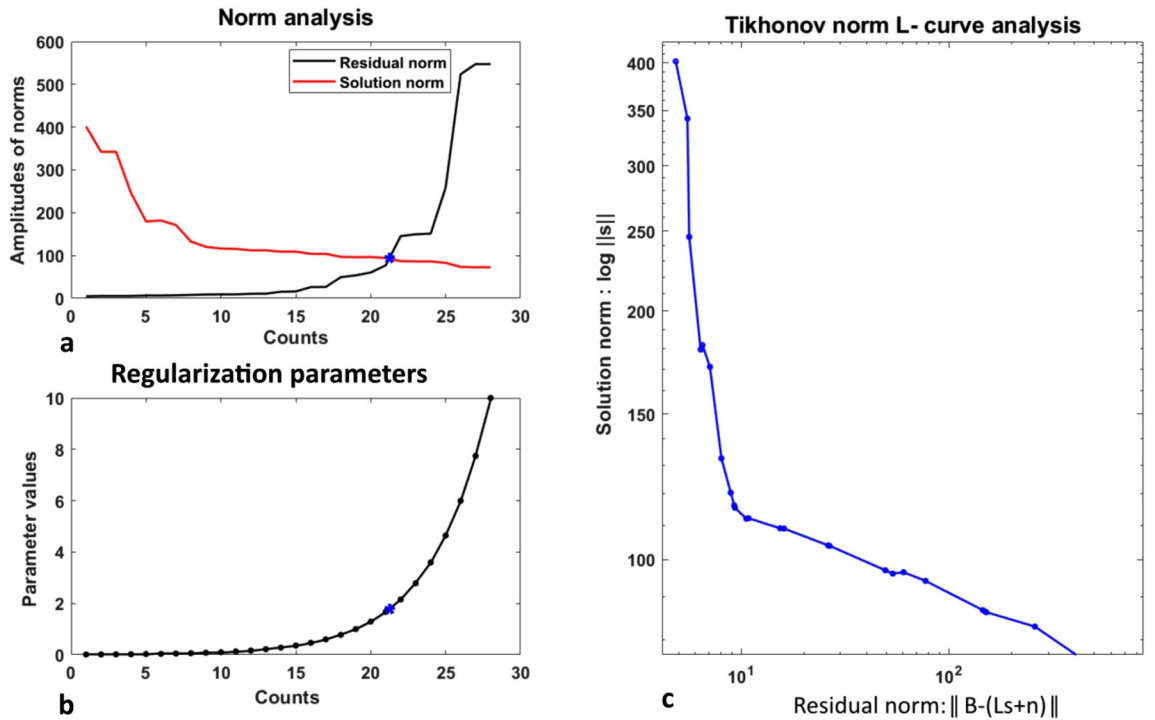 Norm analysis
600
500
400
300
200
100
0
Amplitudes of norms
Residual norm
Solution norm
0 5 10 15 20 25 30
Counts
a
Regularization parameters
10
8
6
4
2
0
Parameter values
0 5 10 15 20 25 30
Counts
b
Tikhonov norm L- curve analysis
400
350
300
250
200
150
100
Solution norm : log ||s||
10¹ 10²
Residual norm:‖ B-(Ls+n) ‖
c